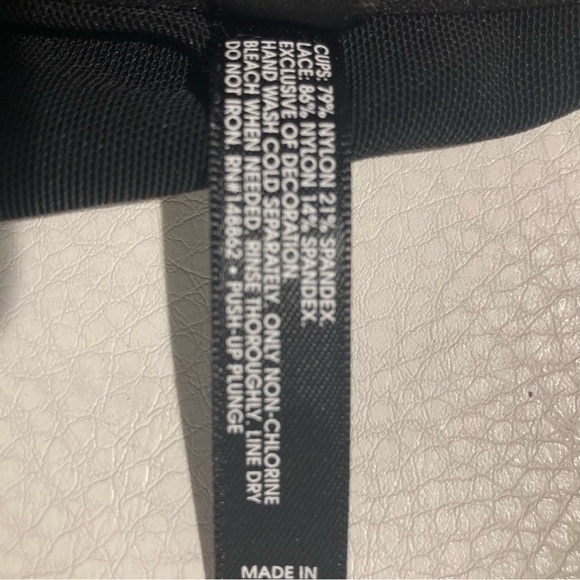 CUPS: 79% NYLON 21% SPANDEX.
LACE: 86% NYLON 14% SPANDEX.
EXCLUSIVE OF DECORATION.
HAND WASH COLD SEPARATELY. ONLY NON-CHLORINE
BLEACH WHEN NEEDED. RINSE THOROUGHLY. LINE DRY
DO NOT IRON. RN#148662 • PUSH-UP PLUNGE
MADE IN